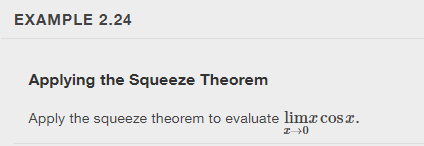 EXAMPLE 2.24
Applying the Squeeze Theorem
Apply the squeeze theorem to evaluate lim x cos x.
x→0